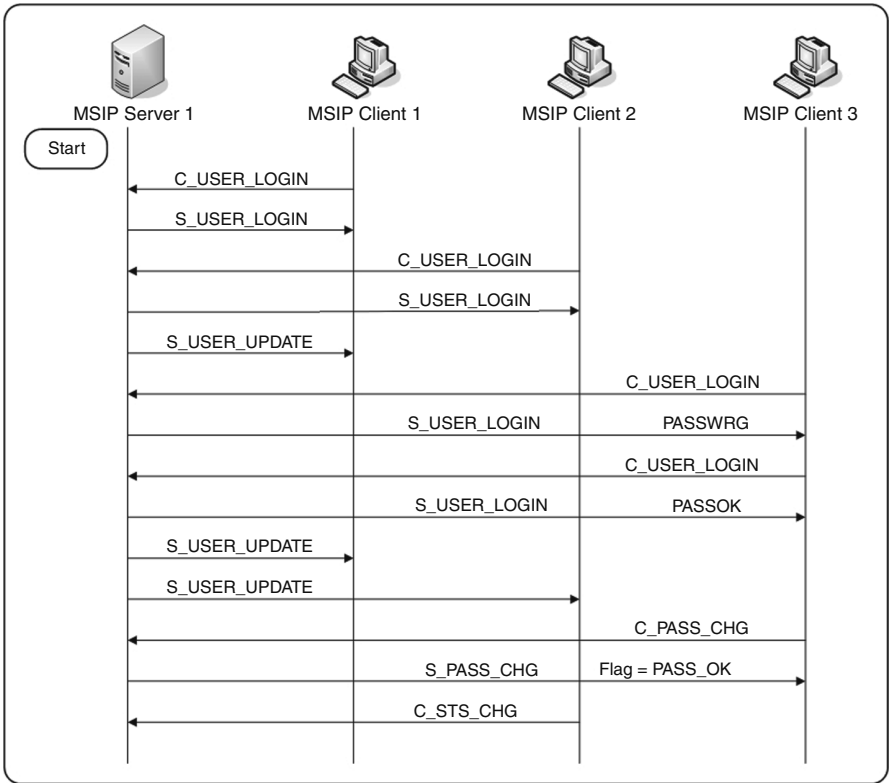 MSIP Server 1 MSIP Client 1 MSIP Client 2 MSIP Client 3
Start
C_USER_LOGIN
S_USER_LOGIN
C_USER_LOGIN
S_USER_LOGIN
S_USER_UPDATE
C_USER_LOGIN
S_USER_LOGIN PASSWRG
C_USER_LOGIN
S_USER_LOGIN PASSOK
S_USER_UPDATE
S_USER_UPDATE
C_PASS_CHG
S_PASS_CHG Flag = PASS_OK
C_STS_CHG